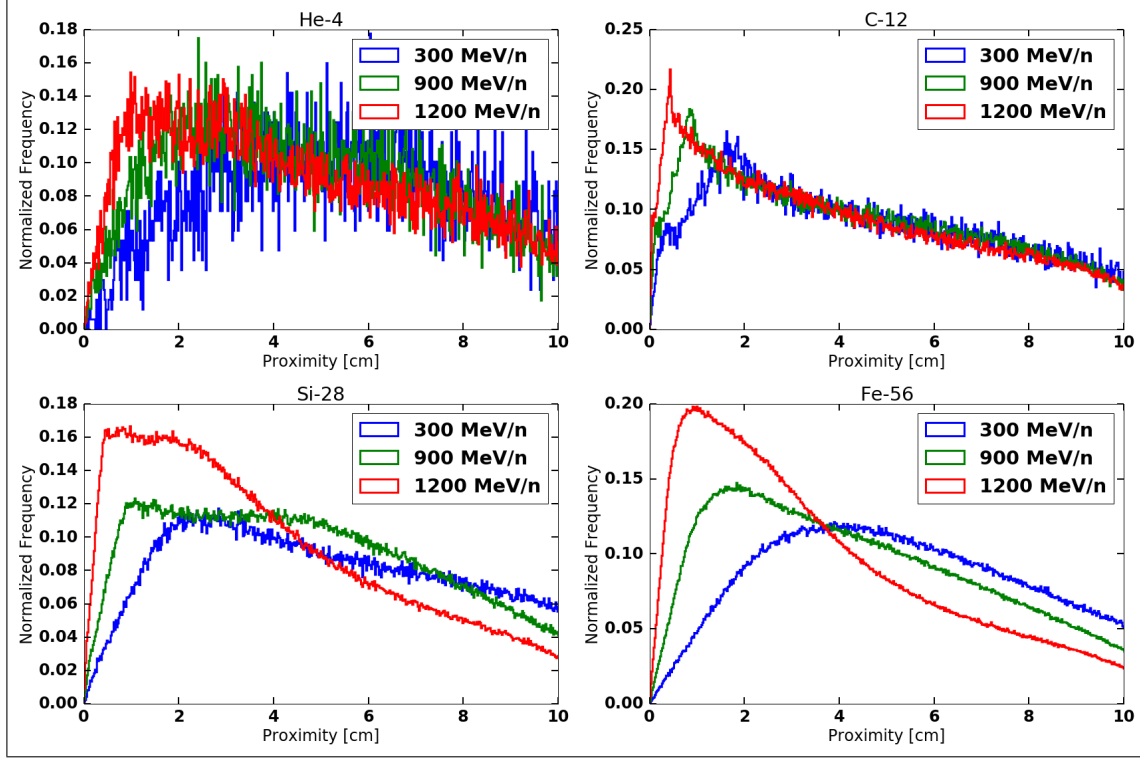 He-4
0.18
0.16
0.14
0.12
0.10
0.08
0.06
0.04
0.02
0.00
Normalized Frequency
300 MeV/n
900 MeV/n
1200 MeV/n
0 2 4 6 8 10
Proximity [cm]
C-12
0.25
0.20
0.15
0.10
0.05
0.00
Normalized Frequency
300 MeV/n
900 MeV/n
1200 MeV/n
0 2 4 6 8 10
Proximity [cm]
Si-28
0.18
0.16
0.14
0.12
0.10
0.08
0.06
0.04
0.02
0.00
Normalized Frequency
300 MeV/n
900 MeV/n
1200 MeV/n
0 2 4 6 8 10
Proximity [cm]
Fe-56
0.20
0.15
0.10
0.05
0.00
Normalized Frequency
300 MeV/n
900 MeV/n
1200 MeV/n
0 2 4 6 8 10
Proximity [cm]